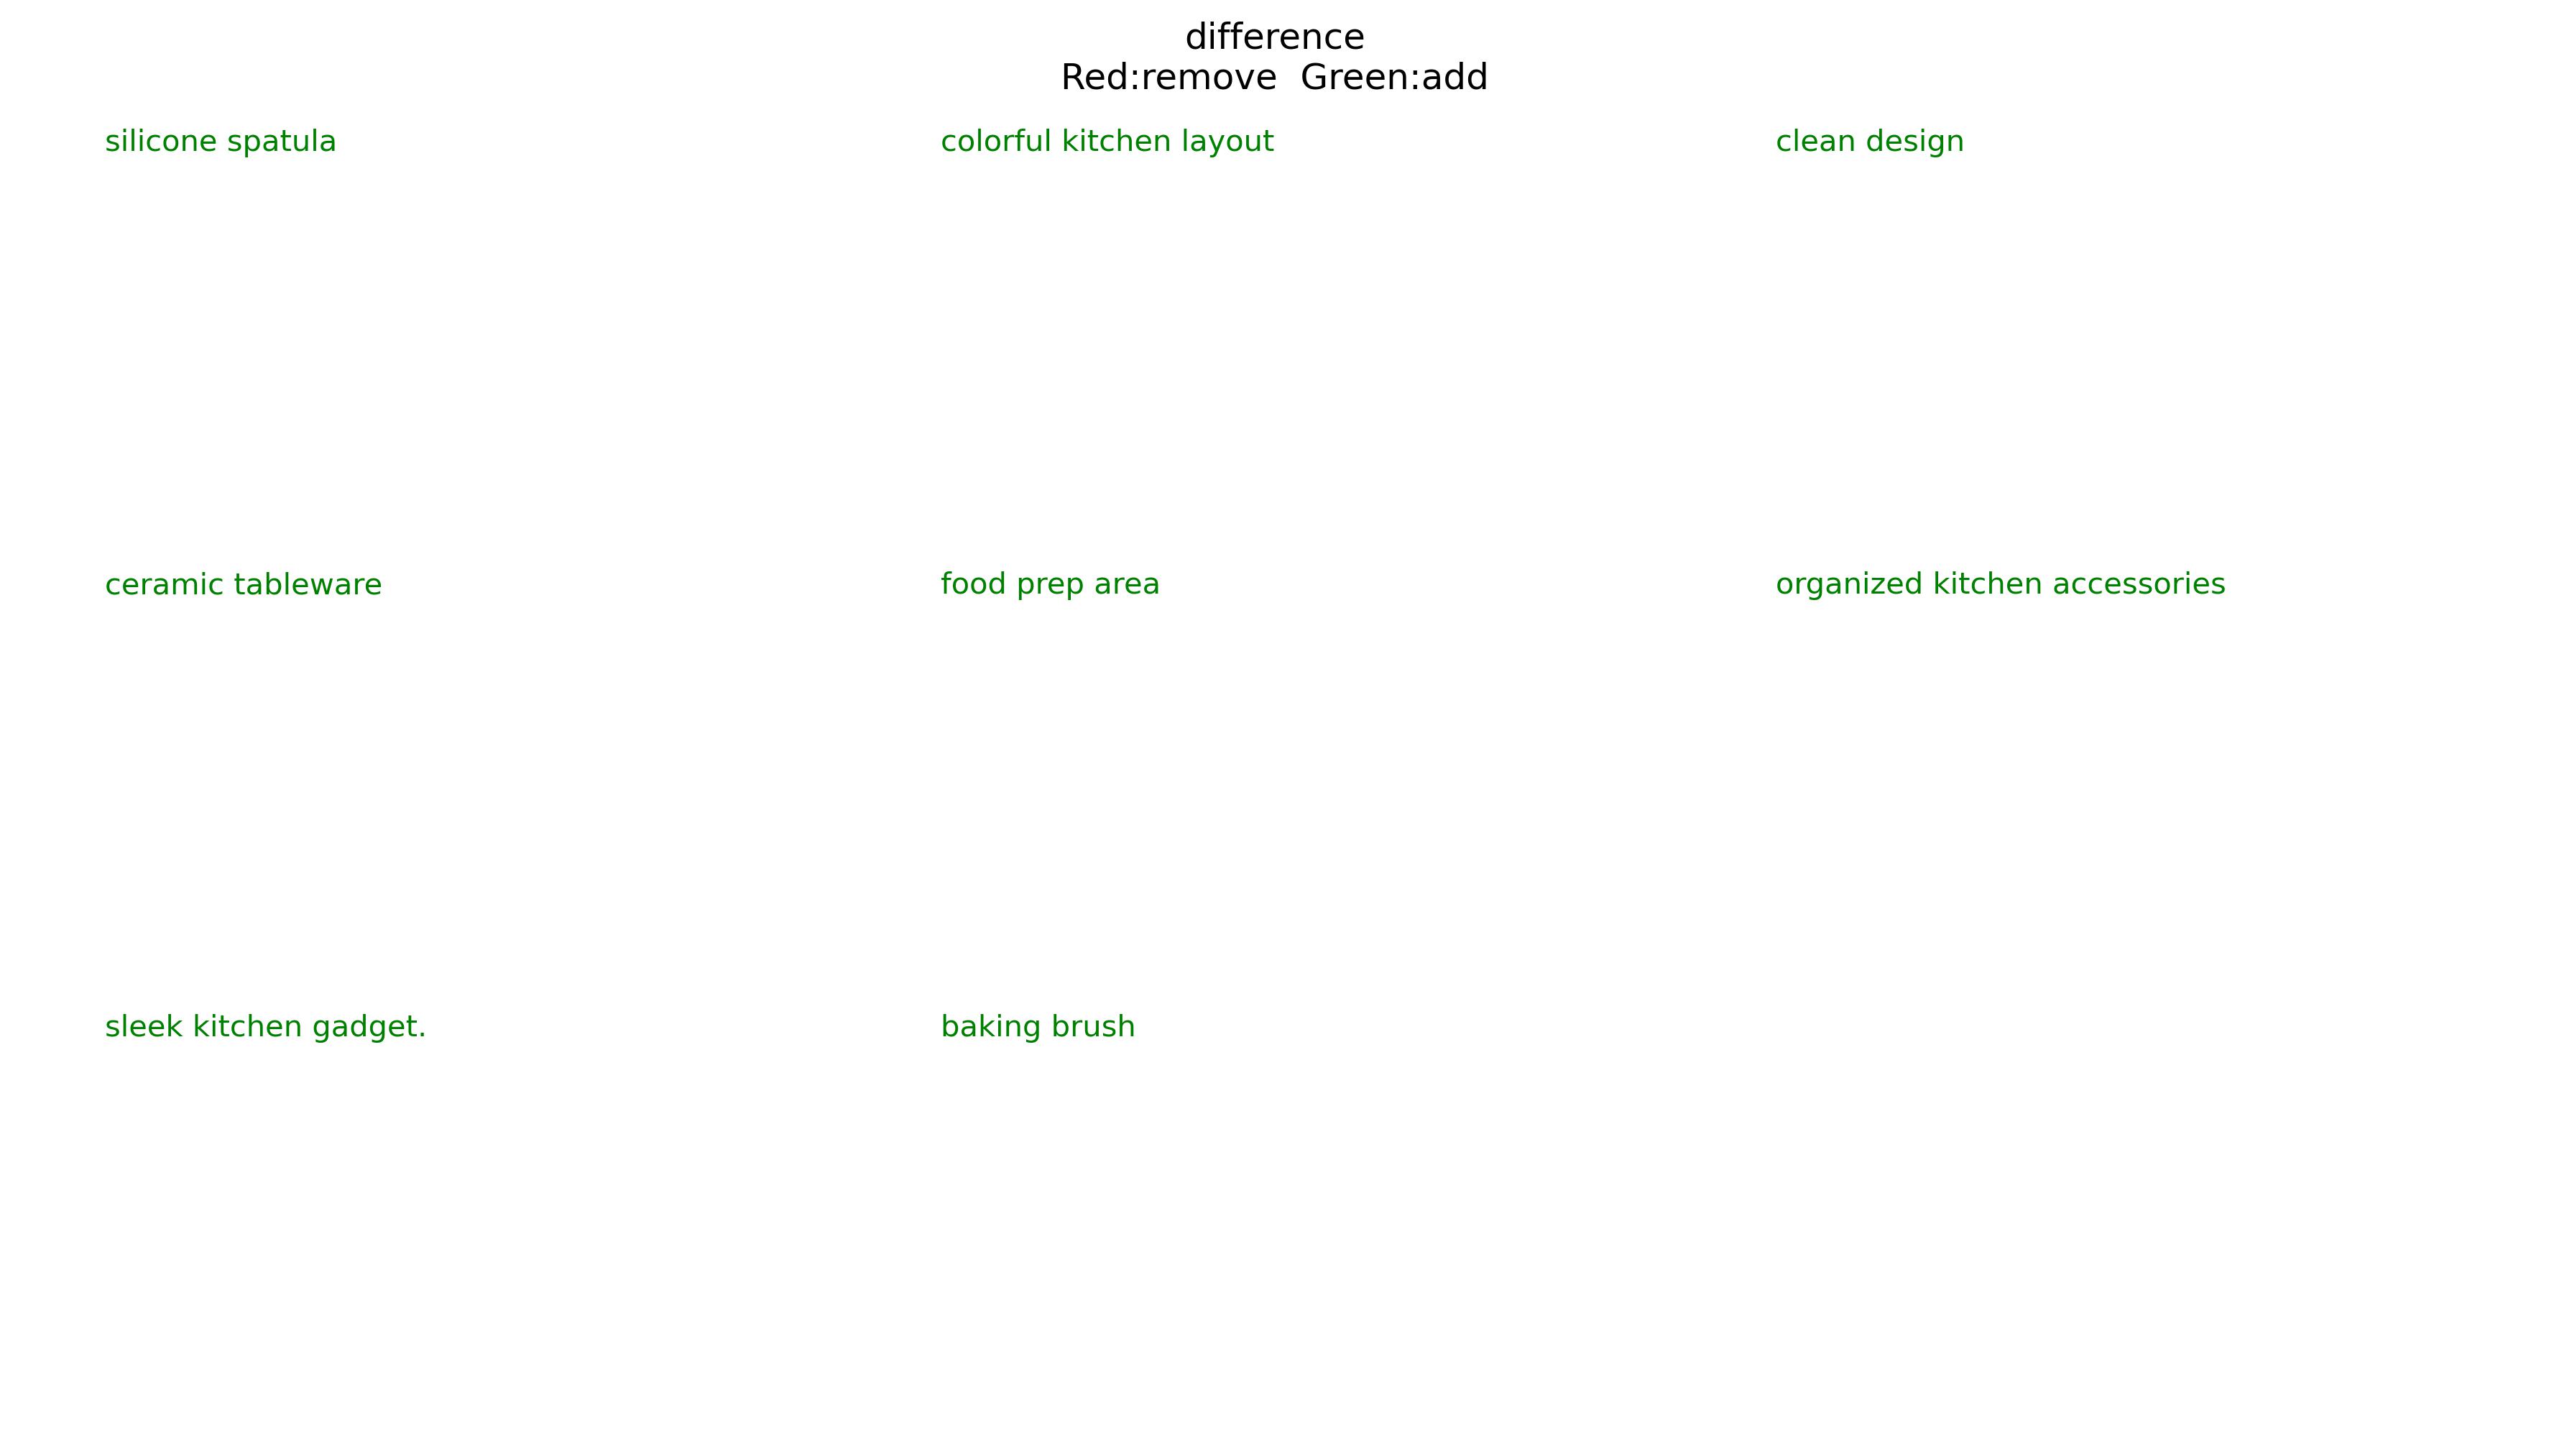 difference
Red:remove  Green:add
silicone spatula
colorful kitchen layout
clean design
ceramic tableware
food prep area
organized kitchen accessories
sleek kitchen gadget.
baking brush